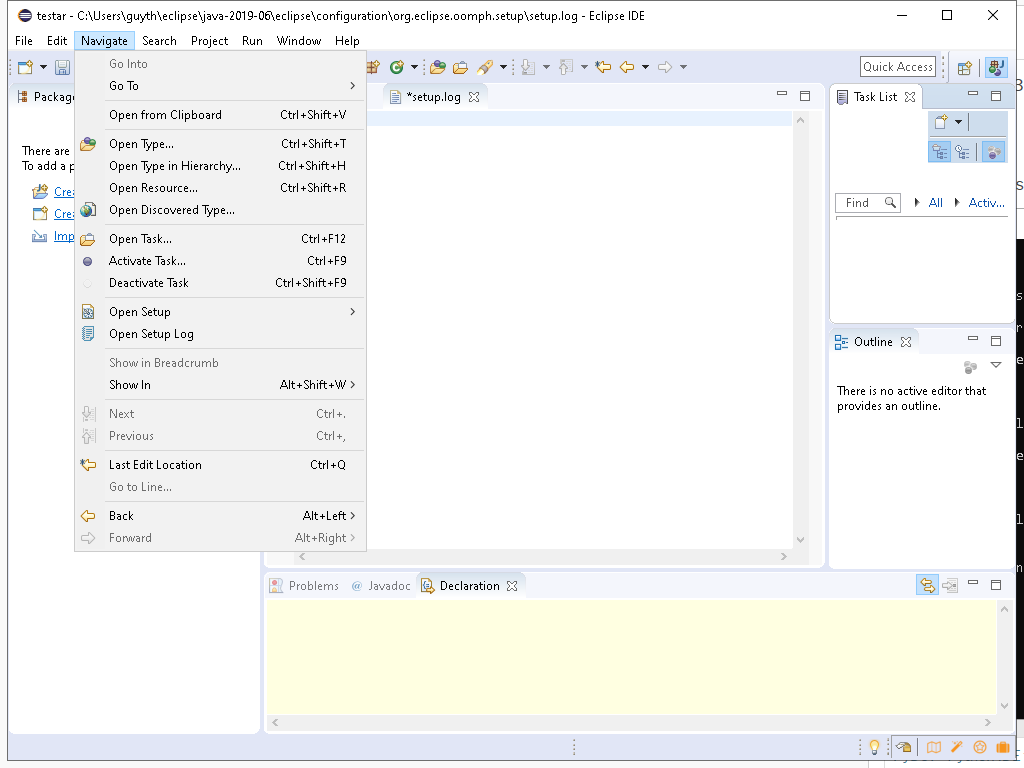 testar - C:\Users\guyth\eclipse\java-2019-06\eclipse\configuration\org.eclipse.oomph.setup\setup.log - Eclipse IDE
File Edit Navigate Search Project Run Window Help
Quick Access
Packag
*setup.log
Task List
Go Into
Go To
Open from Clipboard Ctrl+Shift+V
Open Type... Ctrl+Shift+T
Open Type in Hierarchy... Ctrl+Shift+H
Open Resource... Ctrl+Shift+R
Open Discovered Type...
Open Task... Ctrl+F12
Activate Task... Ctrl+F9
Deactivate Task Ctrl+Shift+F9
Open Setup
Open Setup Log
Show in Breadcrumb
Show In Alt+Shift+W
Next Ctrl+.
Previous Ctrl+,
Last Edit Location Ctrl+Q
Go to Line...
Back Alt+Left
Forward Alt+Right
There are
To add a p
Crea
Crea
Imp
Find All Activ...
Outline
There is no active editor that
provides an outline.
Problems @ Javadoc Declaration